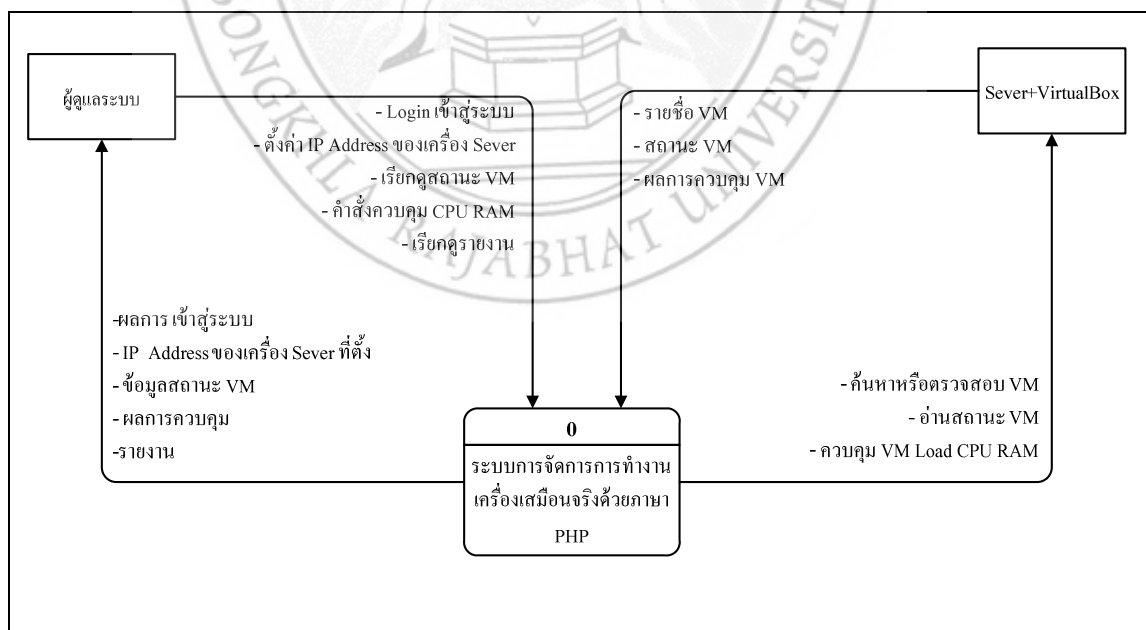 SONGKHLA RAJABHAT UNIVERSITY
ผู้ดูแลระบบ
Sever+VirtualBox
- Login เข้าสู่ระบบ
- ตั้งค่า IP Address ของเครื่อง Sever
- เรียกดูสถานะ VM
- คำสั่งควบคุม CPU RAM
- เรียกดูรายงาน
- รายชื่อ VM
- สถานะ VM
- ผลการควบคุม VM
-ผลการ เข้าสู่ระบบ
- IP Address ของเครื่อง Sever ที่ตั้ง
- ข้อมูลสถานะ VM
- ผลการควบคุม
-รายงาน
- ค้นหาหรือตรวจสอบ VM
- อ่านสถานะ VM
- ควบคุม VM Load CPU RAM
0
ระบบการจัดการการทำงาน
เครื่องเสมือนจริงด้วยภาษา
PHP